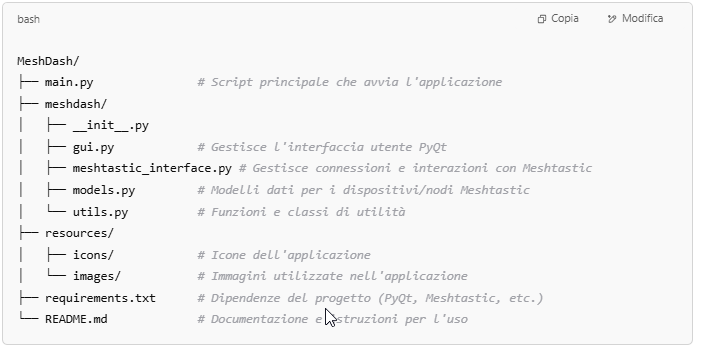 bash
Copia
Modifica
MeshDash/
├── main.py # Script principale che avvia l'applicazione
├── meshdash/
│ ├── __init__.py
│ ├── gui.py # Gestisce l'interfaccia utente PyQt
│ ├── meshtastic_interface.py # Gestisce connessioni e interazioni con Meshtastic
│ ├── models.py # Modelli dati per i dispositivi/nodi Meshtastic
│ └── utils.py # Funzioni e classi di utilità
├── resources/
│ ├── icons/ # Icone dell'applicazione
│ └── images/ # Immagini utilizzate nell'applicazione
├── requirements.txt # Dipendenze del progetto (PyQt, Meshtastic, etc.)
└── README.md # Documentazione e istruzioni per l'uso